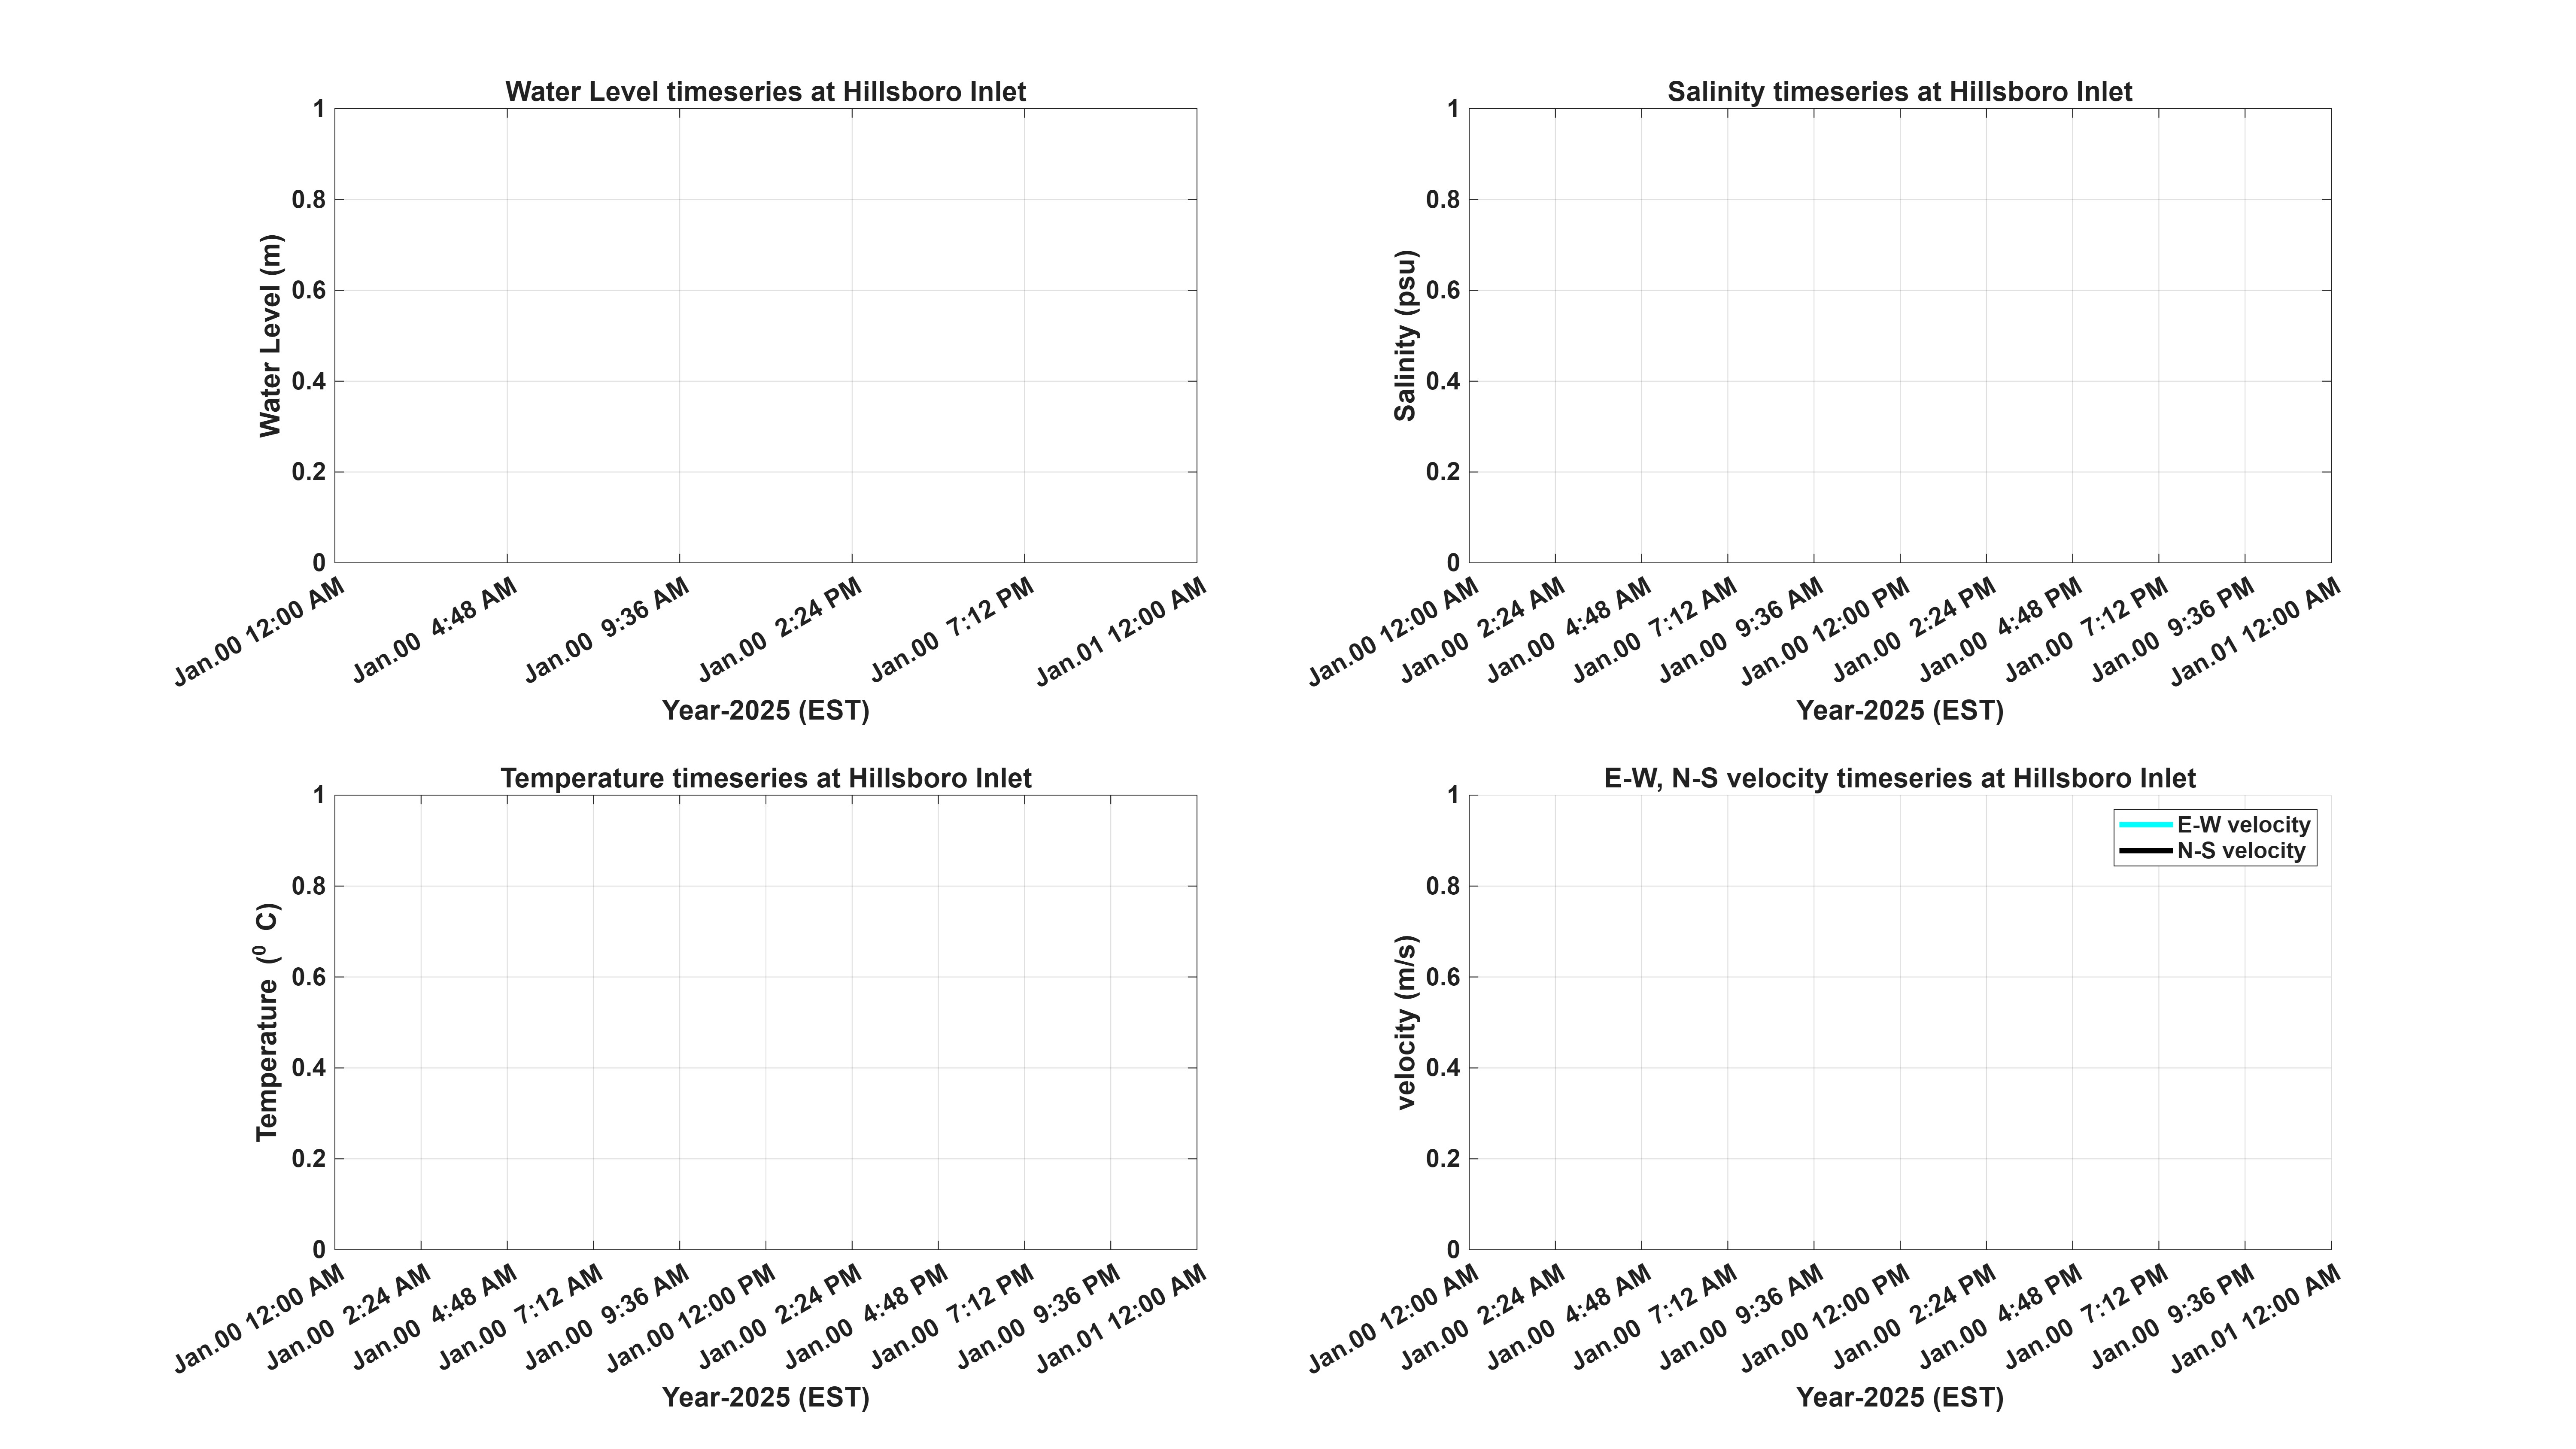 Water Level timeseries at Hillsboro Inlet
Water Level (m)
1
0.8
0.6
0.4
0.2
0
Jan.00 12:00 AM
Jan.00  4:48 AM
Jan.00  9:36 AM
Jan.00  2:24 PM
Jan.00  7:12 PM
Jan.01 12:00 AM
Year-2025 (EST)
Salinity timeseries at Hillsboro Inlet
Salinity (psu)
1
0.8
0.6
0.4
0.2
0
Jan.00 12:00 AM
Jan.00  2:24 AM
Jan.00  4:48 AM
Jan.00  7:12 AM
Jan.00  9:36 AM
Jan.00 12:00 PM
Jan.00  2:24 PM
Jan.00  4:48 PM
Jan.00  7:12 PM
Jan.00  9:36 PM
Jan.01 12:00 AM
Year-2025 (EST)
Temperature timeseries at Hillsboro Inlet
Temperature  (⁰ C)
1
0.8
0.6
0.4
0.2
0
Jan.00 12:00 AM
Jan.00  2:24 AM
Jan.00  4:48 AM
Jan.00  7:12 AM
Jan.00  9:36 AM
Jan.00 12:00 PM
Jan.00  2:24 PM
Jan.00  4:48 PM
Jan.00  7:12 PM
Jan.00  9:36 PM
Jan.01 12:00 AM
Year-2025 (EST)
E-W, N-S velocity timeseries at Hillsboro Inlet
velocity (m/s)
1
0.8
0.6
0.4
0.2
0
E-W velocity
N-S velocity
Jan.00 12:00 AM
Jan.00  2:24 AM
Jan.00  4:48 AM
Jan.00  7:12 AM
Jan.00  9:36 AM
Jan.00 12:00 PM
Jan.00  2:24 PM
Jan.00  4:48 PM
Jan.00  7:12 PM
Jan.00  9:36 PM
Jan.01 12:00 AM
Year-2025 (EST)